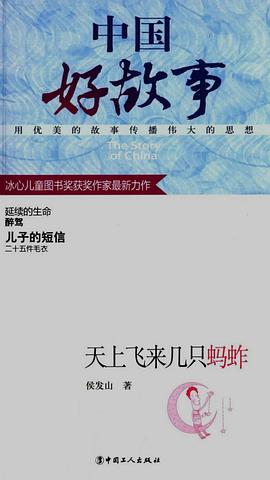 中国
好故事
用优美的故事传播伟大的思想
The Story
of China
冰心儿童图书奖获奖作家最新力作
延续的生命
醉驾
儿子的短信
二十五件毛衣
天上飞来几只蚂蚱
侯发山 著
中国工人出版社